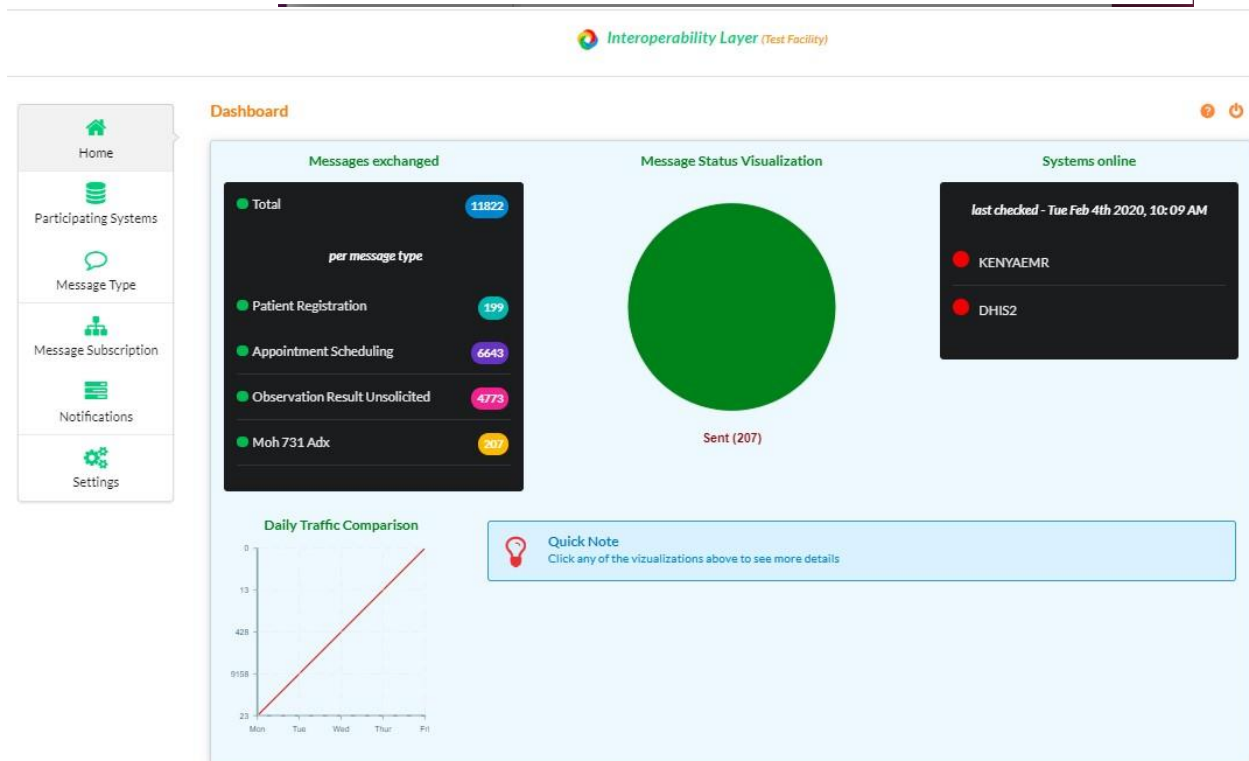 Interoperability Layer (Test Facility)
Home
Participating Systems
Message Type
Message Subscription
Notifications
Settings
Dashboard
Messages exchanged
Total 11822
per message type
Patient Registration 199
Appointment Scheduling 6643
Observation Result Unsolicited 4773
Moh 731 Adx 207
Message Status Visualization
Sent (207)
Systems online
last checked - Tue Feb 4th 2020, 10:09 AM
KENYAEMR
DHIS2
Daily Traffic Comparison
0
13
428
9158
23
Mon Tue Wed Thur Fri
Quick Note
Click any of the vizualizations above to see more details